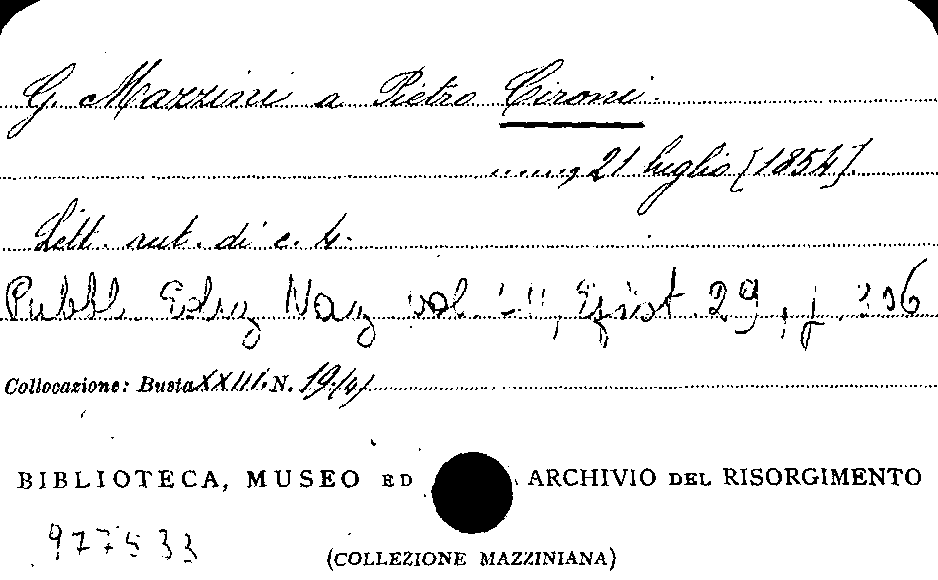 G. Mazzini a Pietro Cironi.
......, 21 luglio [1854].
Lett. aut. di c. 4.
Pubbl. Ediz Naz vol. Epist. 29, p.
Collocazione: Busta XXIII. N. 19/(4)
BIBLIOTECA, MUSEO ED ARCHIVIO DEL RISORGIMENTO
977533
(COLLEZIONE MAZZINIANA)